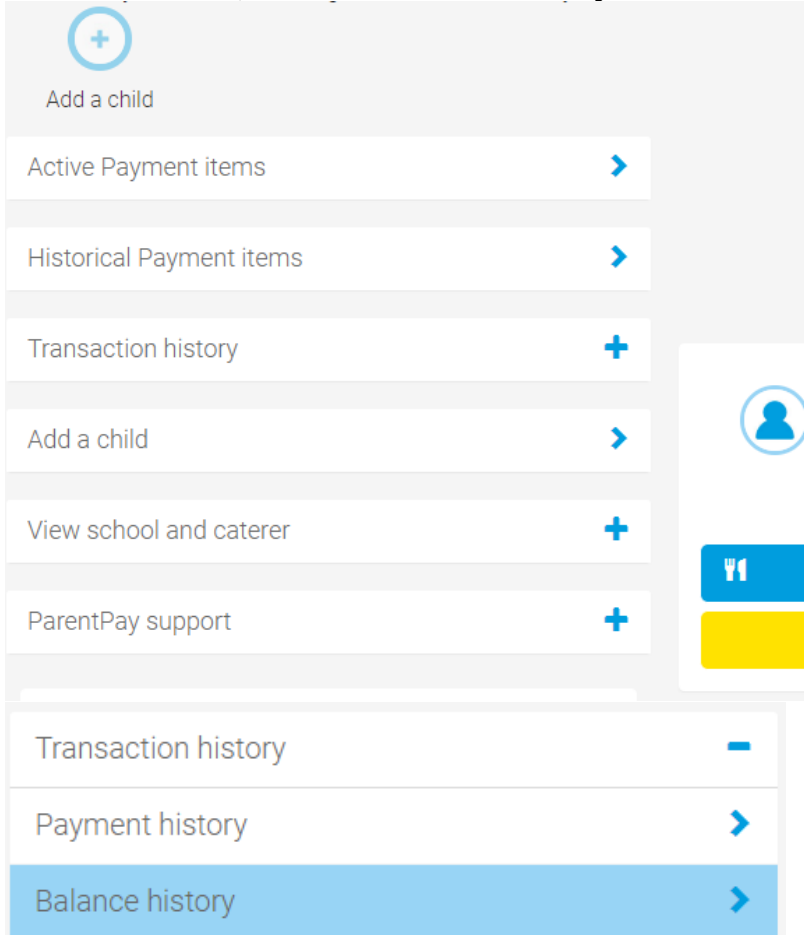 Add a child
Active Payment items
Historical Payment items
Transaction history
Add a child
View school and caterer
ParentPay support
Transaction history
Payment history
Balance history